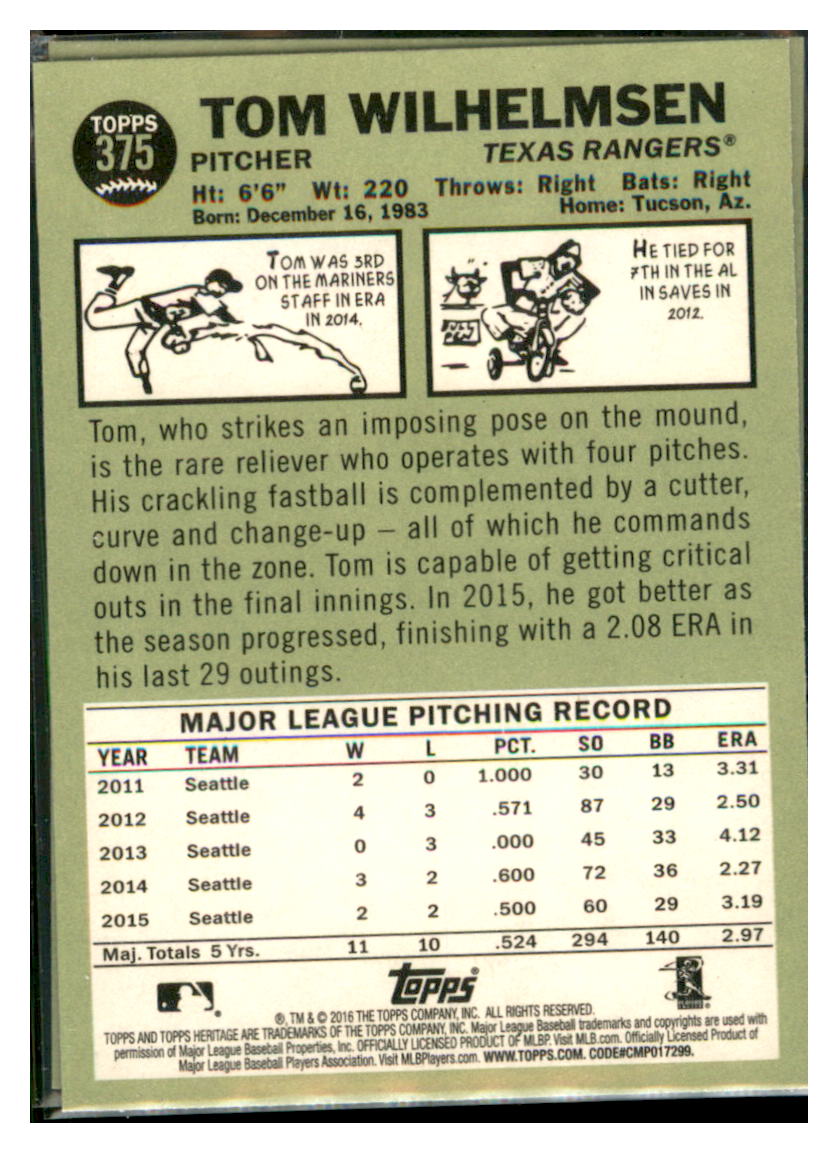 TOPPS
375
TOM WILHELMSEN
PITCHER TEXAS RANGERS®
Ht: 6'6" Wt: 220 Throws: Right Bats: Right
Born: December 16, 1983 Home: Tucson, Az.
TOM WAS 3RD
ON THE MARINERS
STAFF IN ERA
IN 2014.
HE TIED FOR
7TH IN THE AL
IN SAVES IN
2012.
BULL
PEN
Tom, who strikes an imposing pose on the mound,
is the rare reliever who operates with four pitches.
His crackling fastball is complemented by a cutter,
curve and change-up – all of which he commands
down in the zone. Tom is capable of getting critical
outs in the final innings. In 2015, he got better as
the season progressed, finishing with a 2.08 ERA in
his last 29 outings.
MAJOR LEAGUE PITCHING RECORD
YEAR TEAM W L PCT. SO BB ERA
2011 Seattle 2 0 1.000 30 13 3.31
2012 Seattle 4 3 .571 87 29 2.50
2013 Seattle 0 3 .000 45 33 4.12
2014 Seattle 3 2 .600 72 36 2.27
2015 Seattle 2 2 .500 60 29 3.19
Maj. Totals 5 Yrs. 11 10 .524 294 140 2.97
topps®
®, TM & © 2016 THE TOPPS COMPANY, INC. ALL RIGHTS RESERVED.
TOPPS AND TOPPS HERITAGE ARE TRADEMARKS OF THE TOPPS COMPANY, INC. Major League Baseball trademarks and copyrights are used with
permission of Major League Baseball Properties, Inc. OFFICIALLY LICENSED PRODUCT OF MLBP. Visit MLB.com. Officially Licensed Product of
Major League Baseball Players Association. Visit MLBPlayers.com. WWW.TOPPS.COM. CODE#CMP017299.